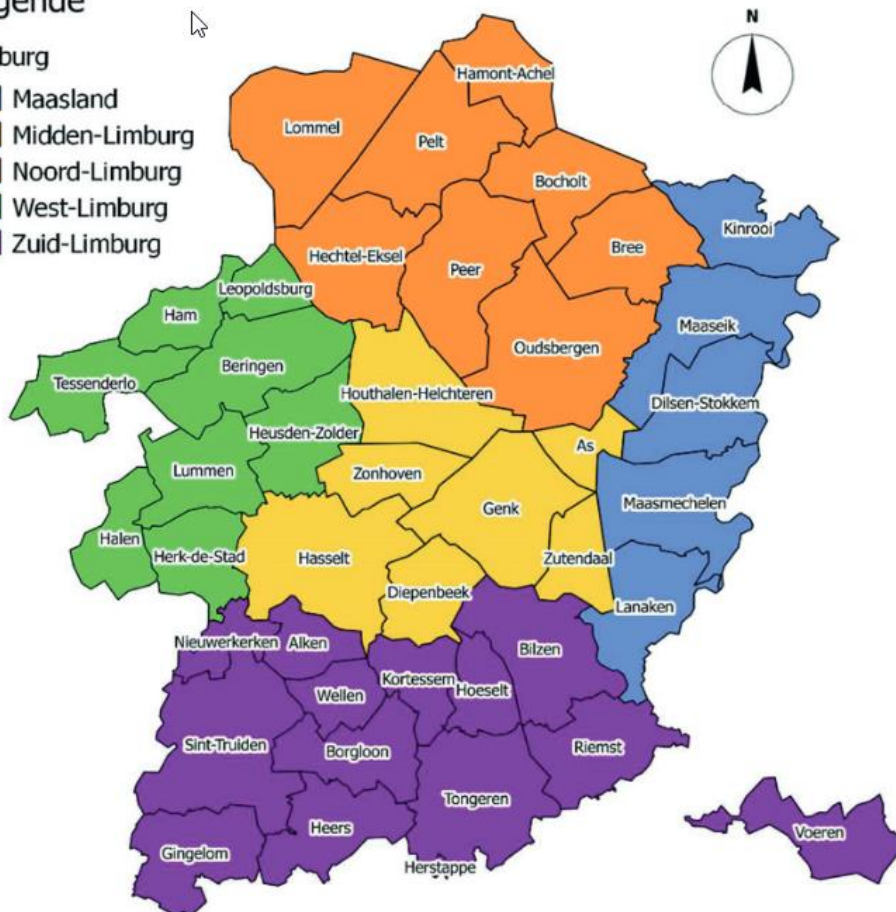 gende
burg
Maasland
Midden-Limburg
Noord-Limburg
West-Limburg
Zuid-Limburg
N
Hamont-Achel
Lommel
Pelt
Bocholt
Kinrooi
Bree
Hechtel-Eksel
Peer
Leopoldsburg
Ham
Maaseik
Oudsbergen
Beringen
Tessenderlo
Houthalen-Helchteren
Dilsen-Stokkem
Heusden-Zolder
As
Lummen
Zonhoven
Maasmechelen
Genk
Halen
Herk-de-Stad
Hasselt
Zutendaal
Diepenbeek
Lanaken
Nieuwerkerken
Alken
Bilzen
Kortessem
Hoeselt
Wellen
Sint-Truiden
Borgloon
Riemst
Tongeren
Heers
Voeren
Gingelom
Herstappe